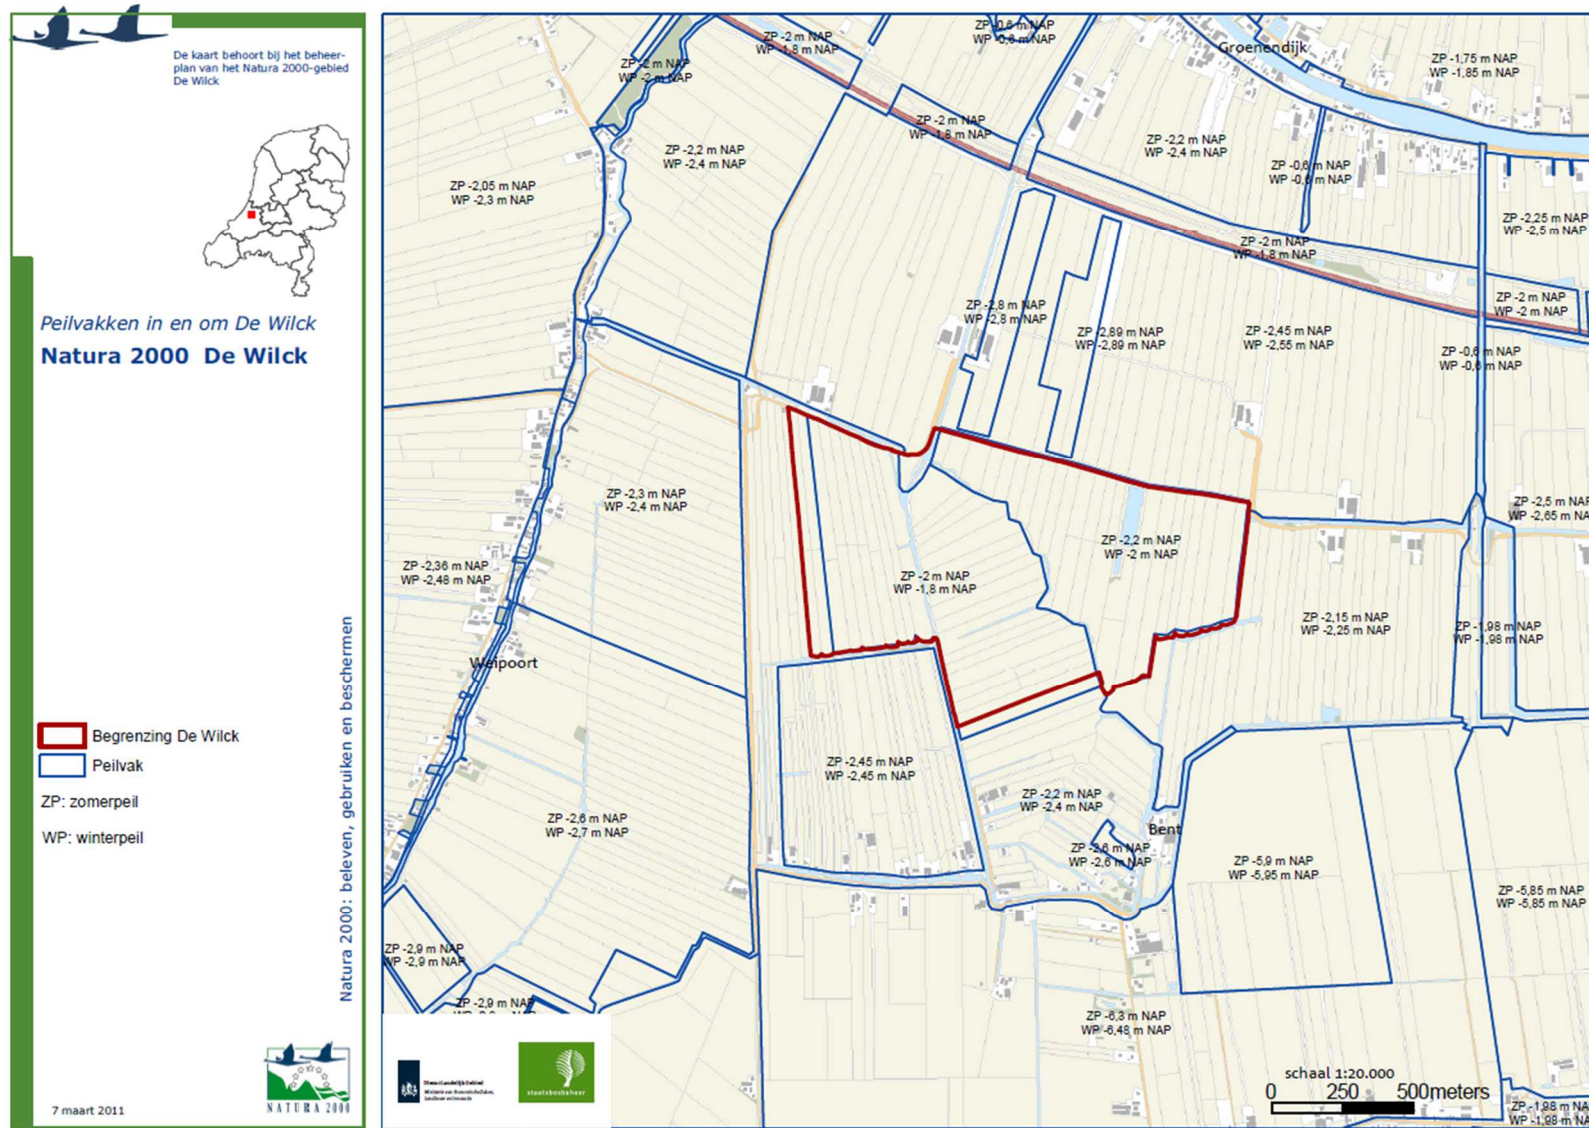 De kaart behoort bij het beheer-
plan van het Natura 2000-gebied
De Wilck
Peilvakken in en om De Wilck
Natura 2000 De Wilck
Begrenzing De Wilck
Peilvak
ZP: zomerpeil
WP: winterpeil
Natura 2000: beleven, gebruiken en beschermen
NATURA 2000
7 maart 2011
ZP -2 m NAP
WP -1,8 m NAP
ZP -0,6 m NAP
WP -0,6 m NAP
Groenendijk
ZP -1,75 m NAP
WP -1,85 m NAP
ZP -2 m NAP
WP -2 m NAP
ZP -2 m NAP
WP -1,8 m NAP
ZP -2,2 m NAP
WP -2,4 m NAP
ZP -2,2 m NAP
WP -2,4 m NAP
ZP -0,6 m NAP
WP -0,6 m NAP
ZP -2,05 m NAP
WP -2,3 m NAP
ZP -2,25 m NAP
WP -2,5 m NAP
ZP -2 m NAP
WP -1,8 m NAP
ZP -2,8 m NAP
WP -2,8 m NAP
ZP -2 m NAP
WP -2 m NAP
ZP -2,89 m NAP
WP -2,89 m NAP
ZP -2,45 m NAP
WP -2,55 m NAP
ZP -0,6 m NAP
WP -0,6 m NAP
ZP -2,3 m NAP
WP -2,4 m NAP
ZP -2,5 m NAP
WP -2,65 m NA
ZP -2,2 m NAP
WP -2 m NAP
ZP -2,36 m NAP
WP -2,48 m NAP
ZP -2 m NAP
WP -1,8 m NAP
ZP -2,15 m NAP
WP -2,25 m NAP
ZP -1,98 m NAP
WP -1,98 m NAP
Weipoort
ZP -2,45 m NAP
WP -2,45 m NAP
ZP -2,2 m NAP
WP -2,4 m NAP
ZP -2,6 m NAP
WP -2,7 m NAP
Bent
ZP -2,6 m NAP
WP -2,6 m NAP
ZP -5,9 m NAP
WP -5,95 m NAP
ZP -5,85 m NAP
WP -5,85 m NAP
ZP -2,9 m NAP
WP -2,9 m NAP
ZP -2,9 m NAP
ZP -6,3 m NAP
WP -6,48 m NAP
staatsbosbeheer
schaal 1:20.000
0 250 500meters
ZP -1,98 m NA
WP -1,98 m NA